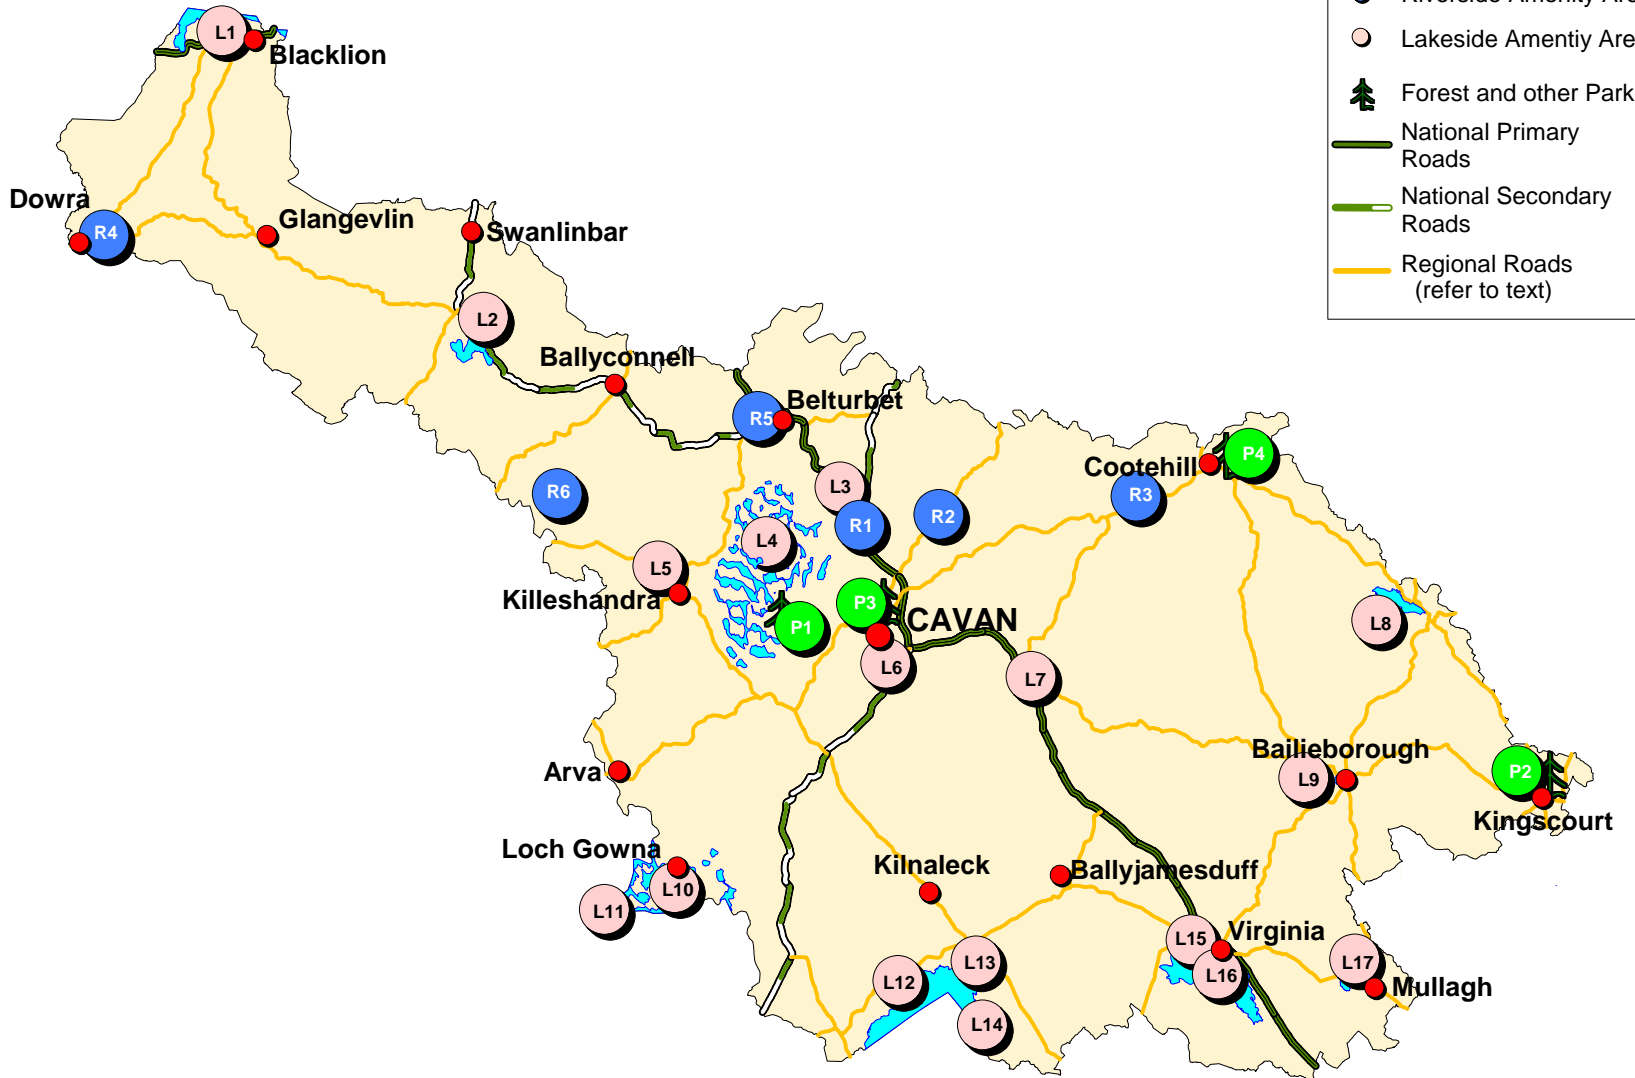 Riverside Amenity Are
Lakeside Amentiy Are
Forest and other Park
National Primary
Roads
National Secondary
Roads
Regional Roads
(refer to text)
L1
Blacklion
Dowra
R4
Glangevlin
Swanlinbar
L2
Ballyconnell
R5
Belturbet
Cootehill
P4
R6
L3
R3
R1
R2
L4
L5
Killeshandra
P1
P3
CAVAN
L8
L6
L7
Arva
Bailieborough
L9
P2
Kingscourt
Loch Gowna
L10
L11
Kilnaleck
Ballyjamesduff
L15
Virginia
L12
L13
L16
L17
Mullagh
L14